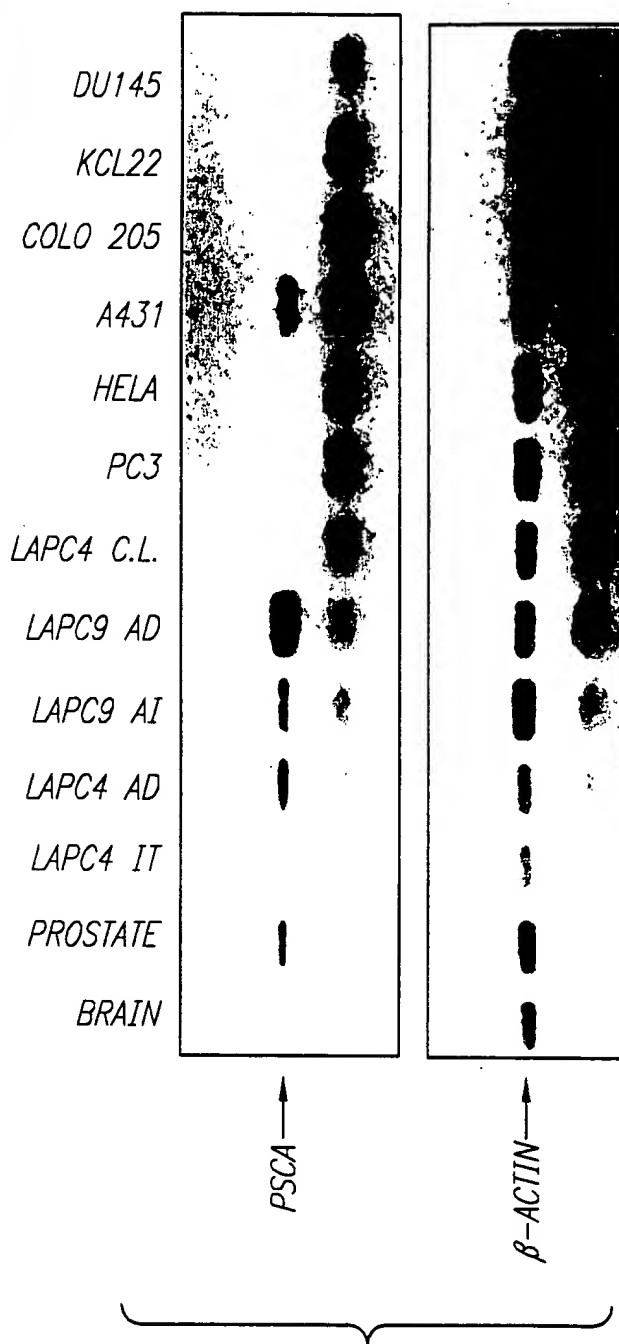 DU145
KCL22
COLO 205
A431
HELA
PC3
LAPC4 C.L.
LAPC9 AD
LAPC9 AI
LAPC4 AD
LAPC4 IT
PROSTATE
BRAIN
PSCA
β-ACTIN